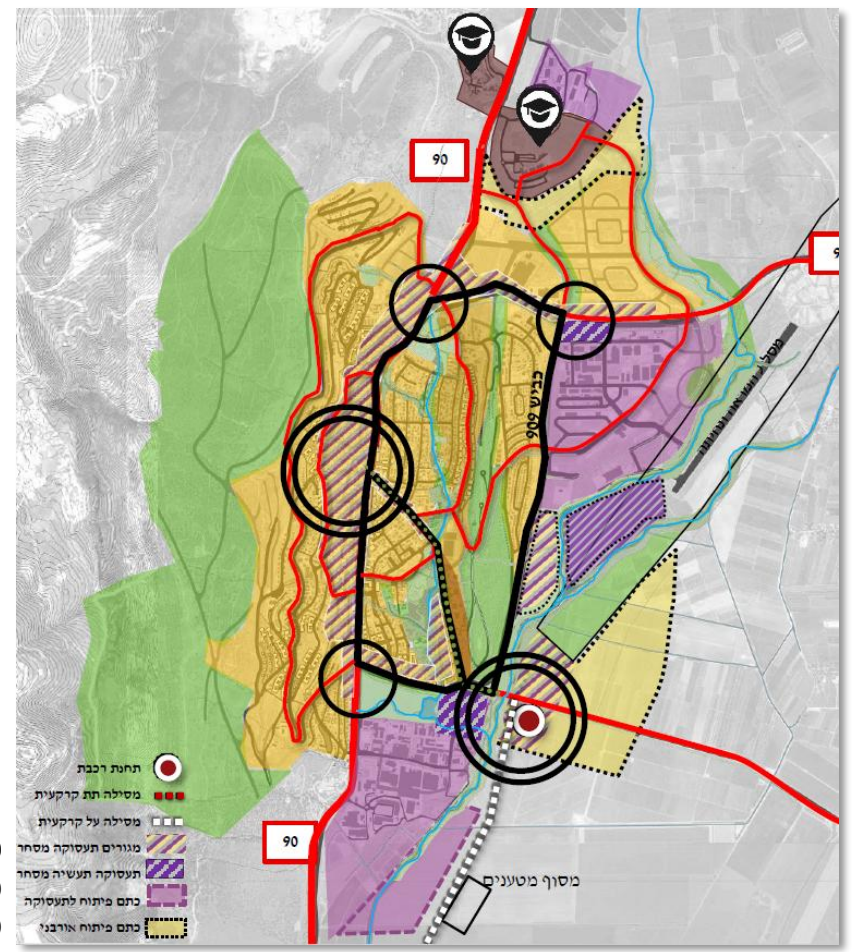 90
9
כביש 909
תחנת רכבת
מסילה תת קרקעית
מסילה על קרקעית
מגורים תעסוקה מסחר
תעסוקה תעשיה מסחר
כתם פיתוח לתעסוקה
כתם פיתוח אורבני
90
מסוף מטענים